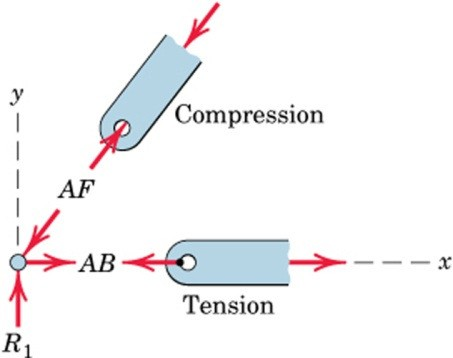 y
Compression
AF
AB
x
Tension
R1